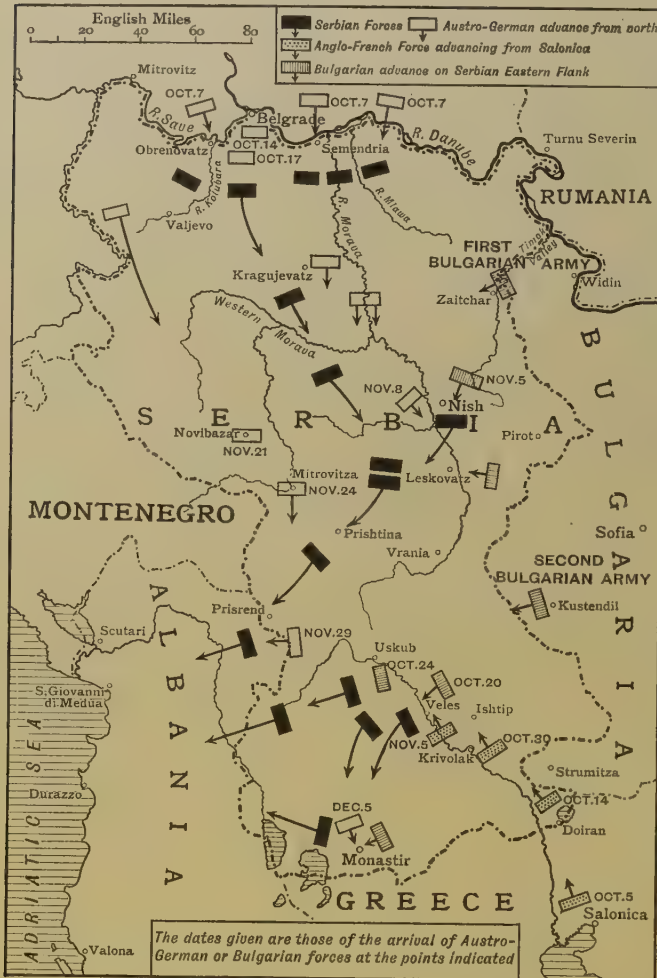 English Miles
0 20 40 60 80
Serbian Forces
Austro-German advance from north
Anglo-French Force advancing from Salonica
Bulgarian advance on Serbian Eastern Flank
Mitrovitz
OCT.7
R. Save
Belgrade
OCT.7
OCT.7
R. Danube
Obrenovatz
OCT.14
Semendria
Turnu Severin
OCT.17
R. Kolubara
R. Morava
R. Mlawa
RUMANIA
Valjevo
FIRST
BULGARIAN ARMY
Timok
Valley
Widin
Kragujevatz
Zaitchar
Western
Morava
NOV.5
NOV.8
Nish
SERBIA
Pirot
BULGARIA
Novibazar
NOV.21
Leskovatz
Mitrovitza
NOV.24
MONTENEGRO
Prishtina
Sofia
Vrania
SECOND
BULGARIAN ARMY
Kustendil
Prisrend
ALBANIA
Scutari
NOV.29
Uskub
OCT.24
OCT.20
S. Giovanni
di Medua
Veles
Ishtip
NOV.5
Krivolak
OCT.30
Strumitza
Durazzo
OCT.14
Doiran
DEC.5
Monastir
ADRIATIC SEA
GREECE
OCT.5
Salonica
Valona
The dates given are those of the arrival of Austro-
German or Bulgarian forces at the points indicated